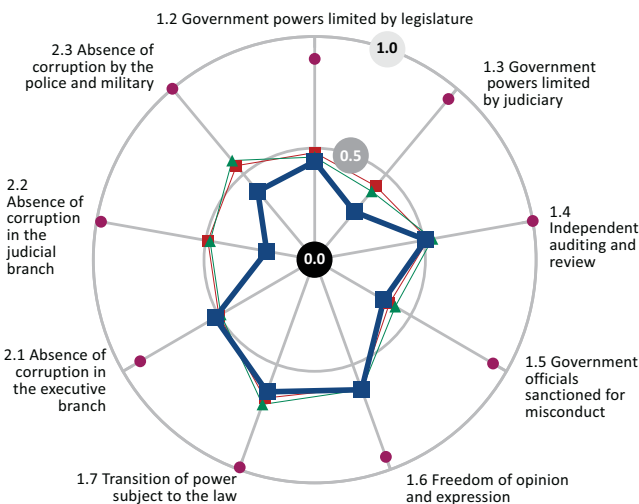 1.2 Government powers limited by legislature
1.0
1.3 Government
powers limited
by judiciary
0.5
1.4
Independent
auditing and
review
0.0
1.5 Government
officials
sanctioned for
misconduct
1.6 Freedom of opinion
and expression
1.7 Transition of power
subject to the law
2.1 Absence of
corruption in
the executive
branch
2.2
Absence of
corruption
in the
judicial
branch
2.3 Absence of
corruption by the
police and military